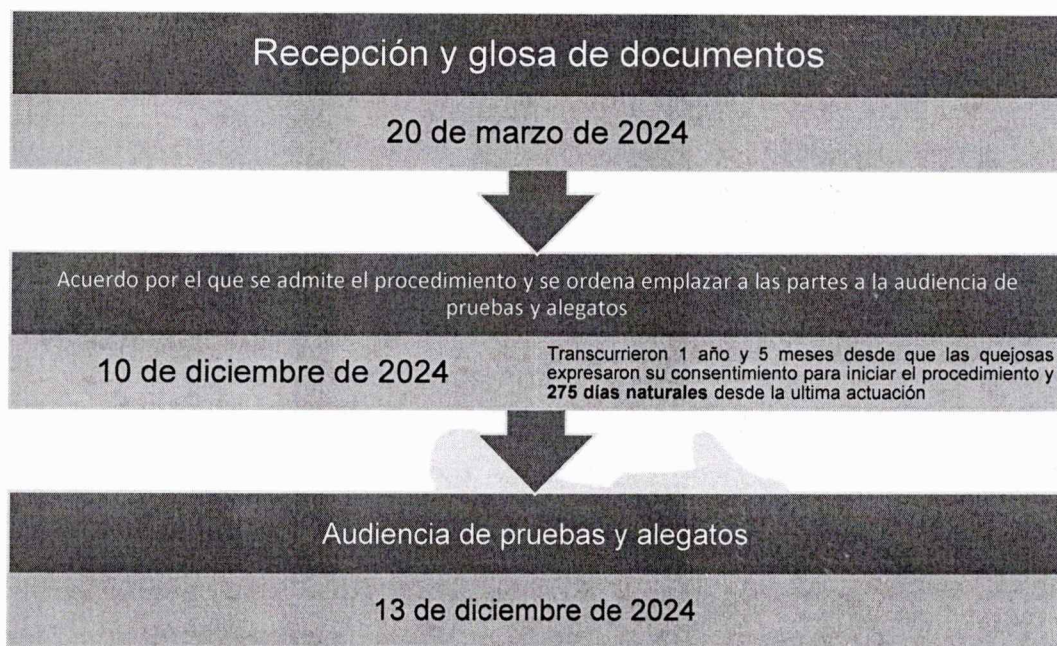 Recepción y glosa de documentos
20 de marzo de 2024
Acuerdo por el que se admite el procedimiento y se ordena emplazar a las partes a la audiencia de
pruebas y alegatos
10 de diciembre de 2024
Transcurrieron 1 año y 5 meses desde que las quejosas
expresaron su consentimiento para iniciar el procedimiento y
275 días naturales desde la ultima actuación
Audiencia de pruebas y alegatos
13 de diciembre de 2024